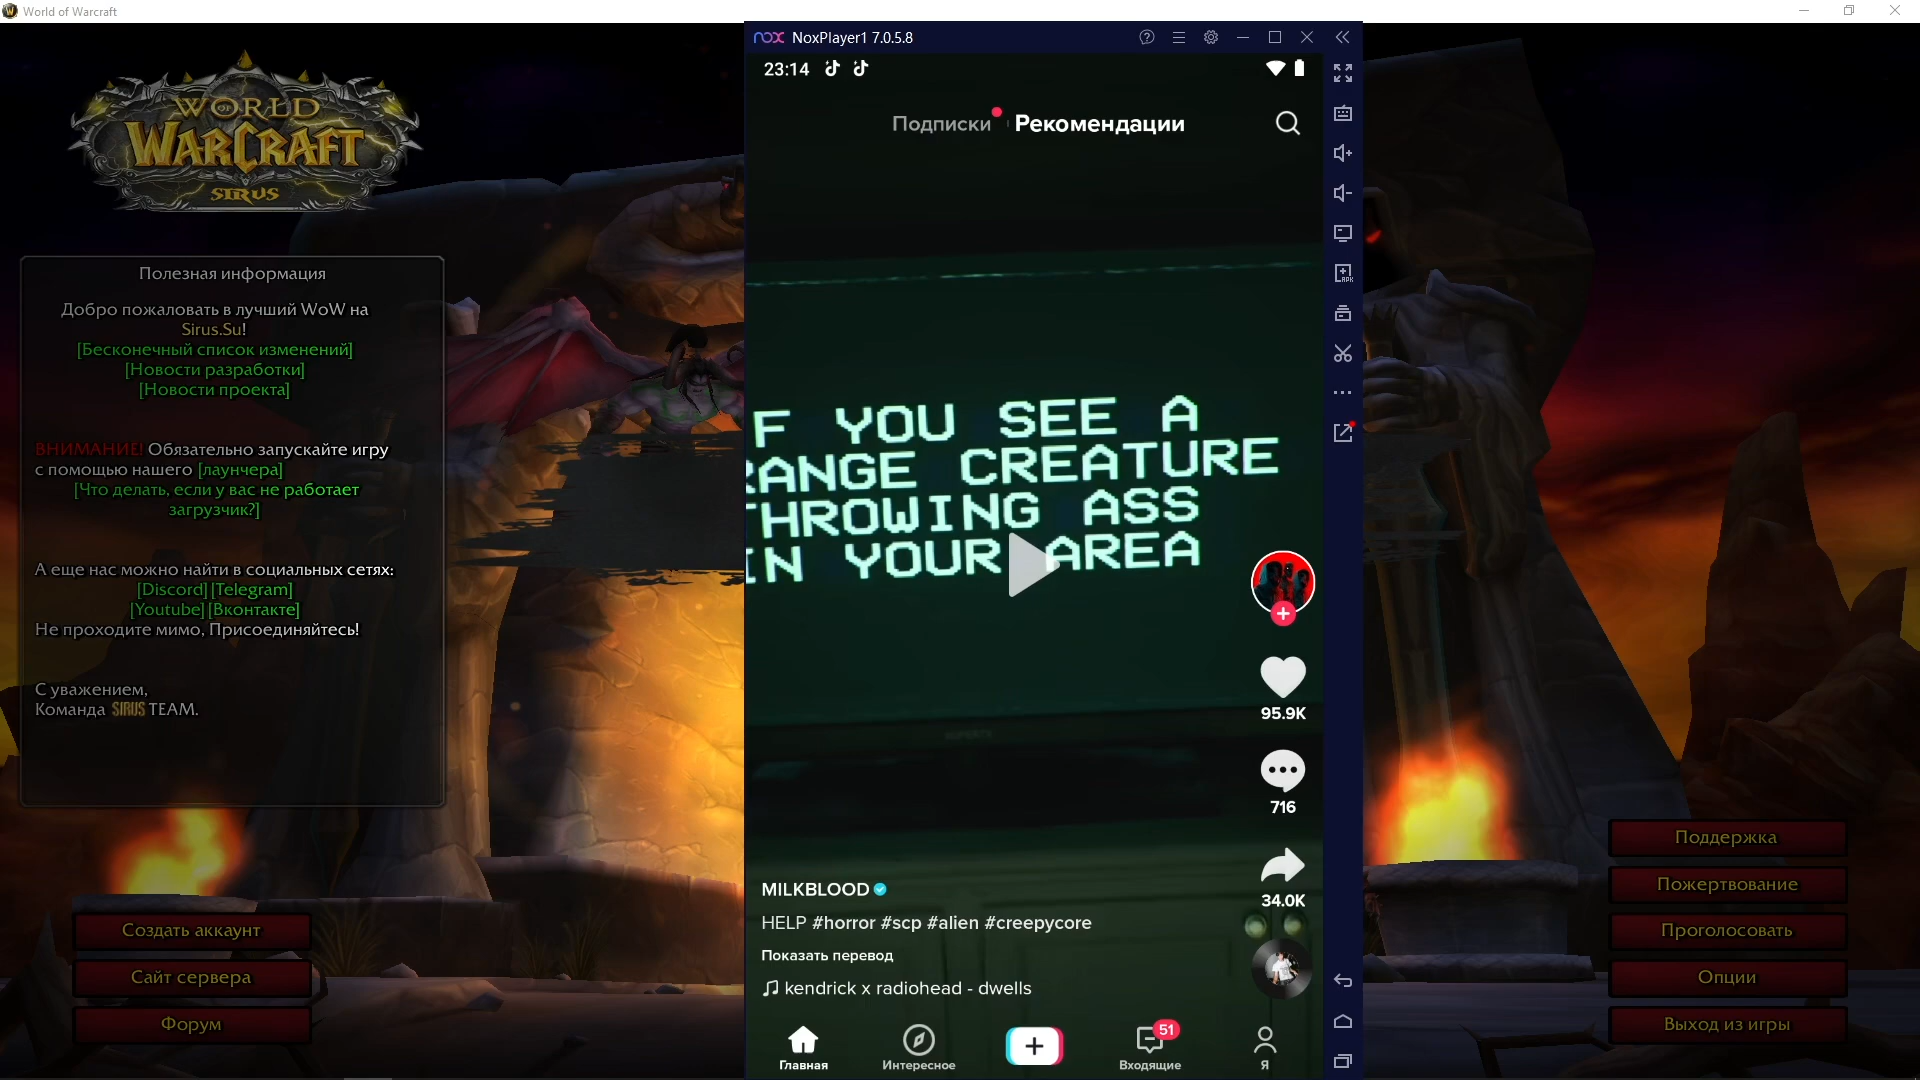 World of Warcraft
WORLD
OF
WARCRAFT
SIRUS
Полезная информация
Добро пожаловать в лучший WoW на
Sirus.Su!
[Бесконечный список изменений]
[Новости разработки]
[Новости проекта]
ВНИМАНИЕ! Обязательно запускайте игру
с помощью нашего [лаунчера]
[Что делать, если у вас не работает
загрузчик?]
А еще нас можно найти в социальных сетях:
[Discord] [Telegram]
[Youtube] [Вконтакте]
Не проходите мимо, Присоединяйтесь!
С уважением,
Команда SIRUS TEAM.
Создать аккаунт
Сайт сервера
Форум
nox NoxPlayer1 7.0.5.8
23:14
Подписки Рекомендации
F YOU SEE A
RANGE CREATURE
THROWING ASS
IN YOUR AREA
95.9K
716
34.0K
MILKBLOOD
HELP #horror #scp #alien #creepycore
Показать перевод
kendrick x radiohead - dwells
Главная
Интересное
51
Входящие
Я
Поддержка
Пожертвование
Проголосовать
Опции
Выход из игры